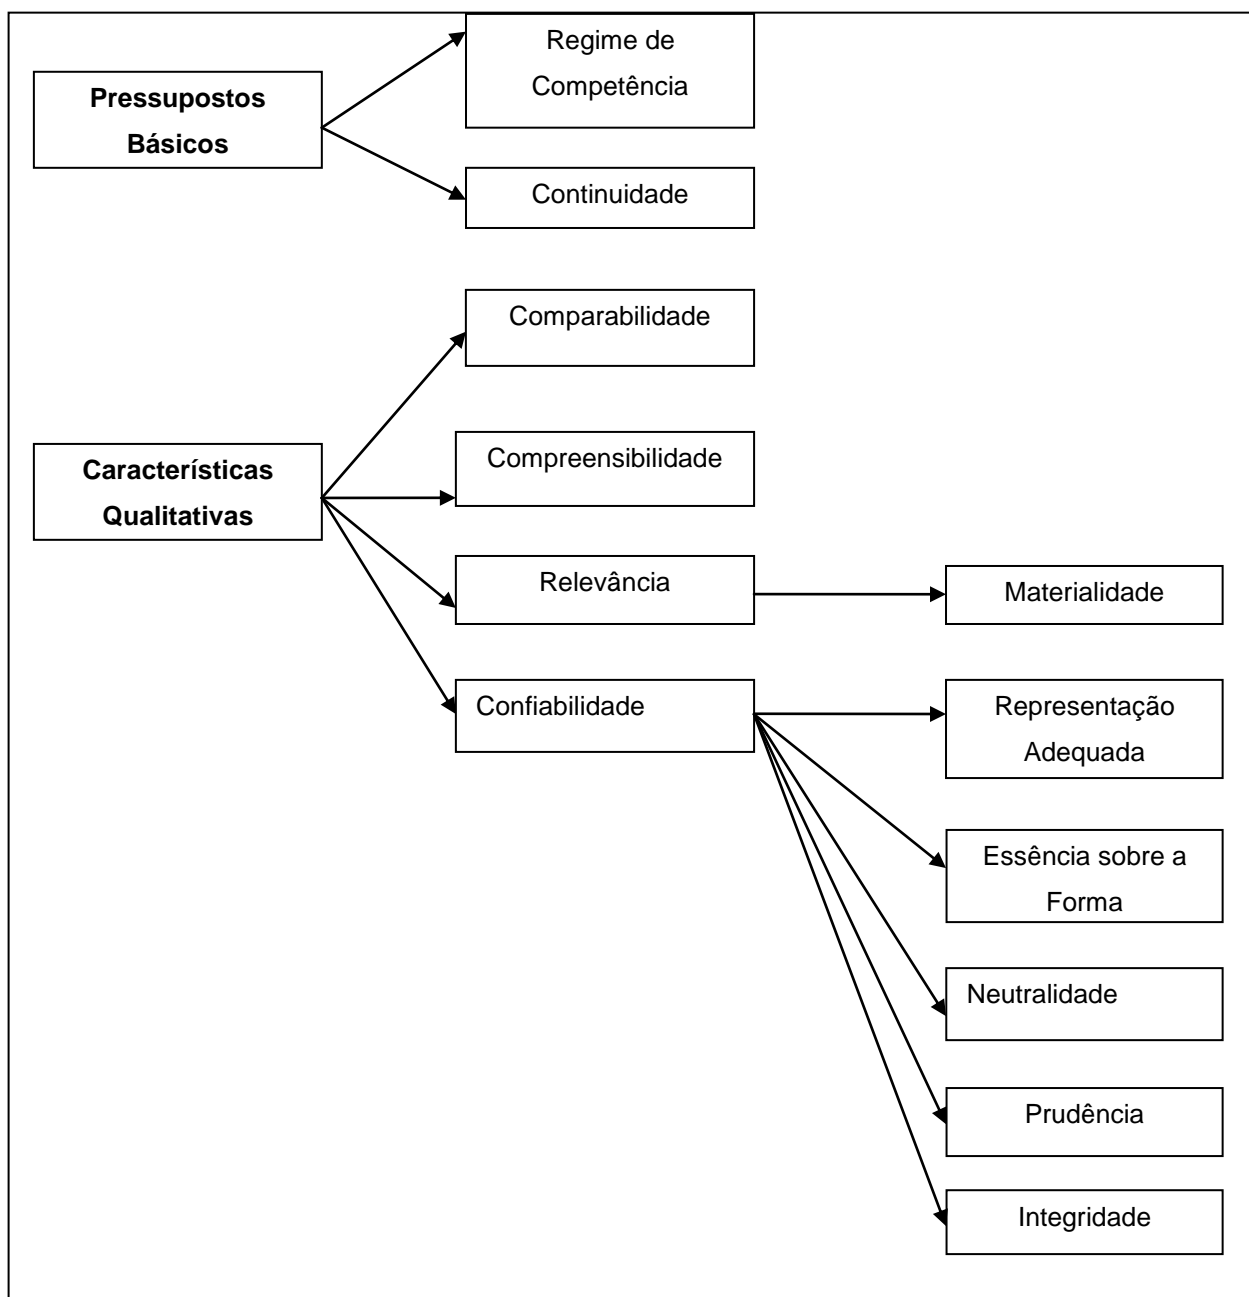 Pressupostos
Básicos
Regime de
Competência
Continuidade
Características
Qualitativas
Comparabilidade
Compreensibilidade
Relevância
Materialidade
Confiabilidade
Representação
Adequada
Essência sobre a
Forma
Neutralidade
Prudência
Integridade